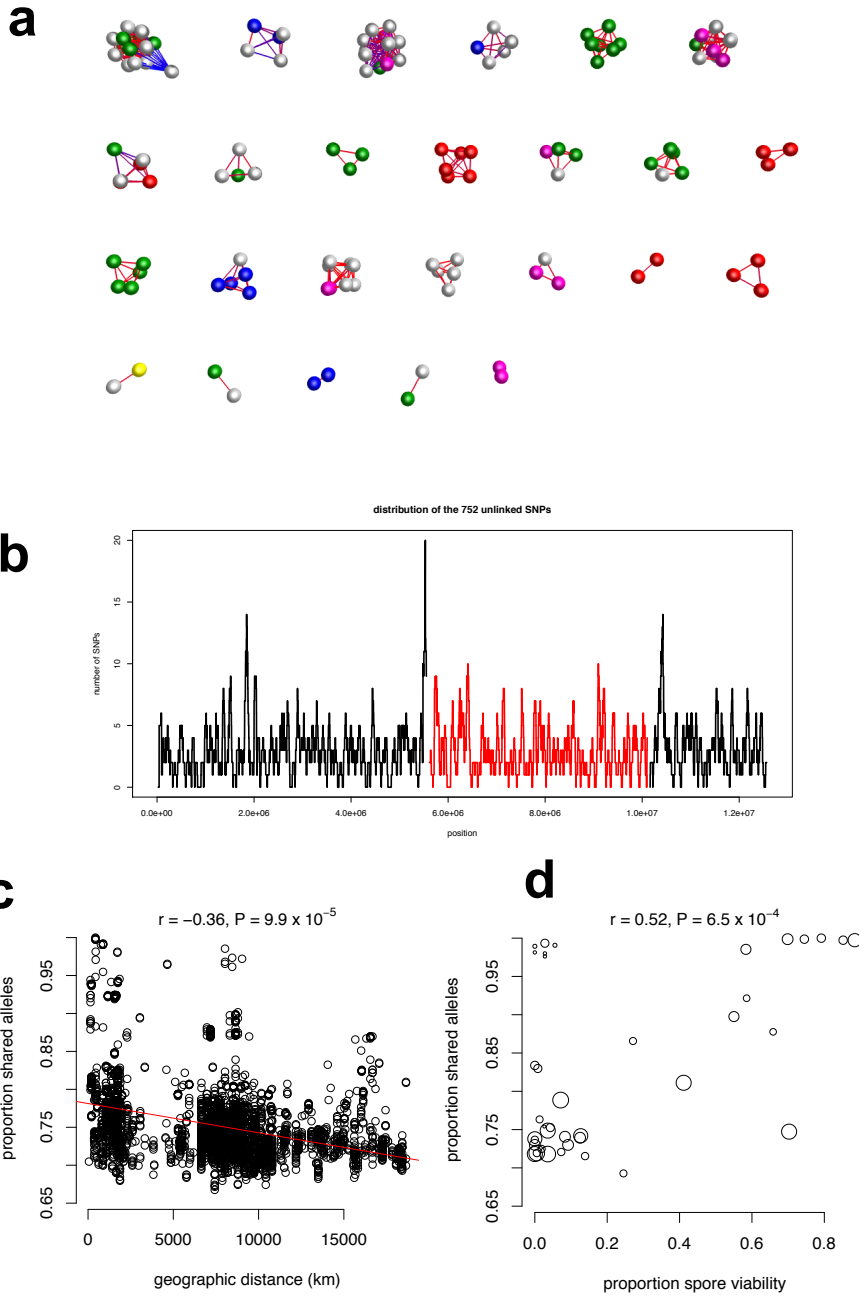 a
b
distribution of the 752 unlinked SNPs
number of SNPs
20
15
10
5
0
0.0e+00 2.0e+06 4.0e+06 6.0e+06 8.0e+06 1.0e+07 1.2e+07
position
c
r = −0.36, P = 9.9 x 10⁻⁵
proportion shared alleles
0.95
0.85
0.75
0.65
0 5000 10000 15000
geographic distance (km)
d
r = 0.52, P = 6.5 x 10⁻⁴
proportion shared alleles
0.95
0.85
0.75
0.65
0.0 0.2 0.4 0.6 0.8
proportion spore viability